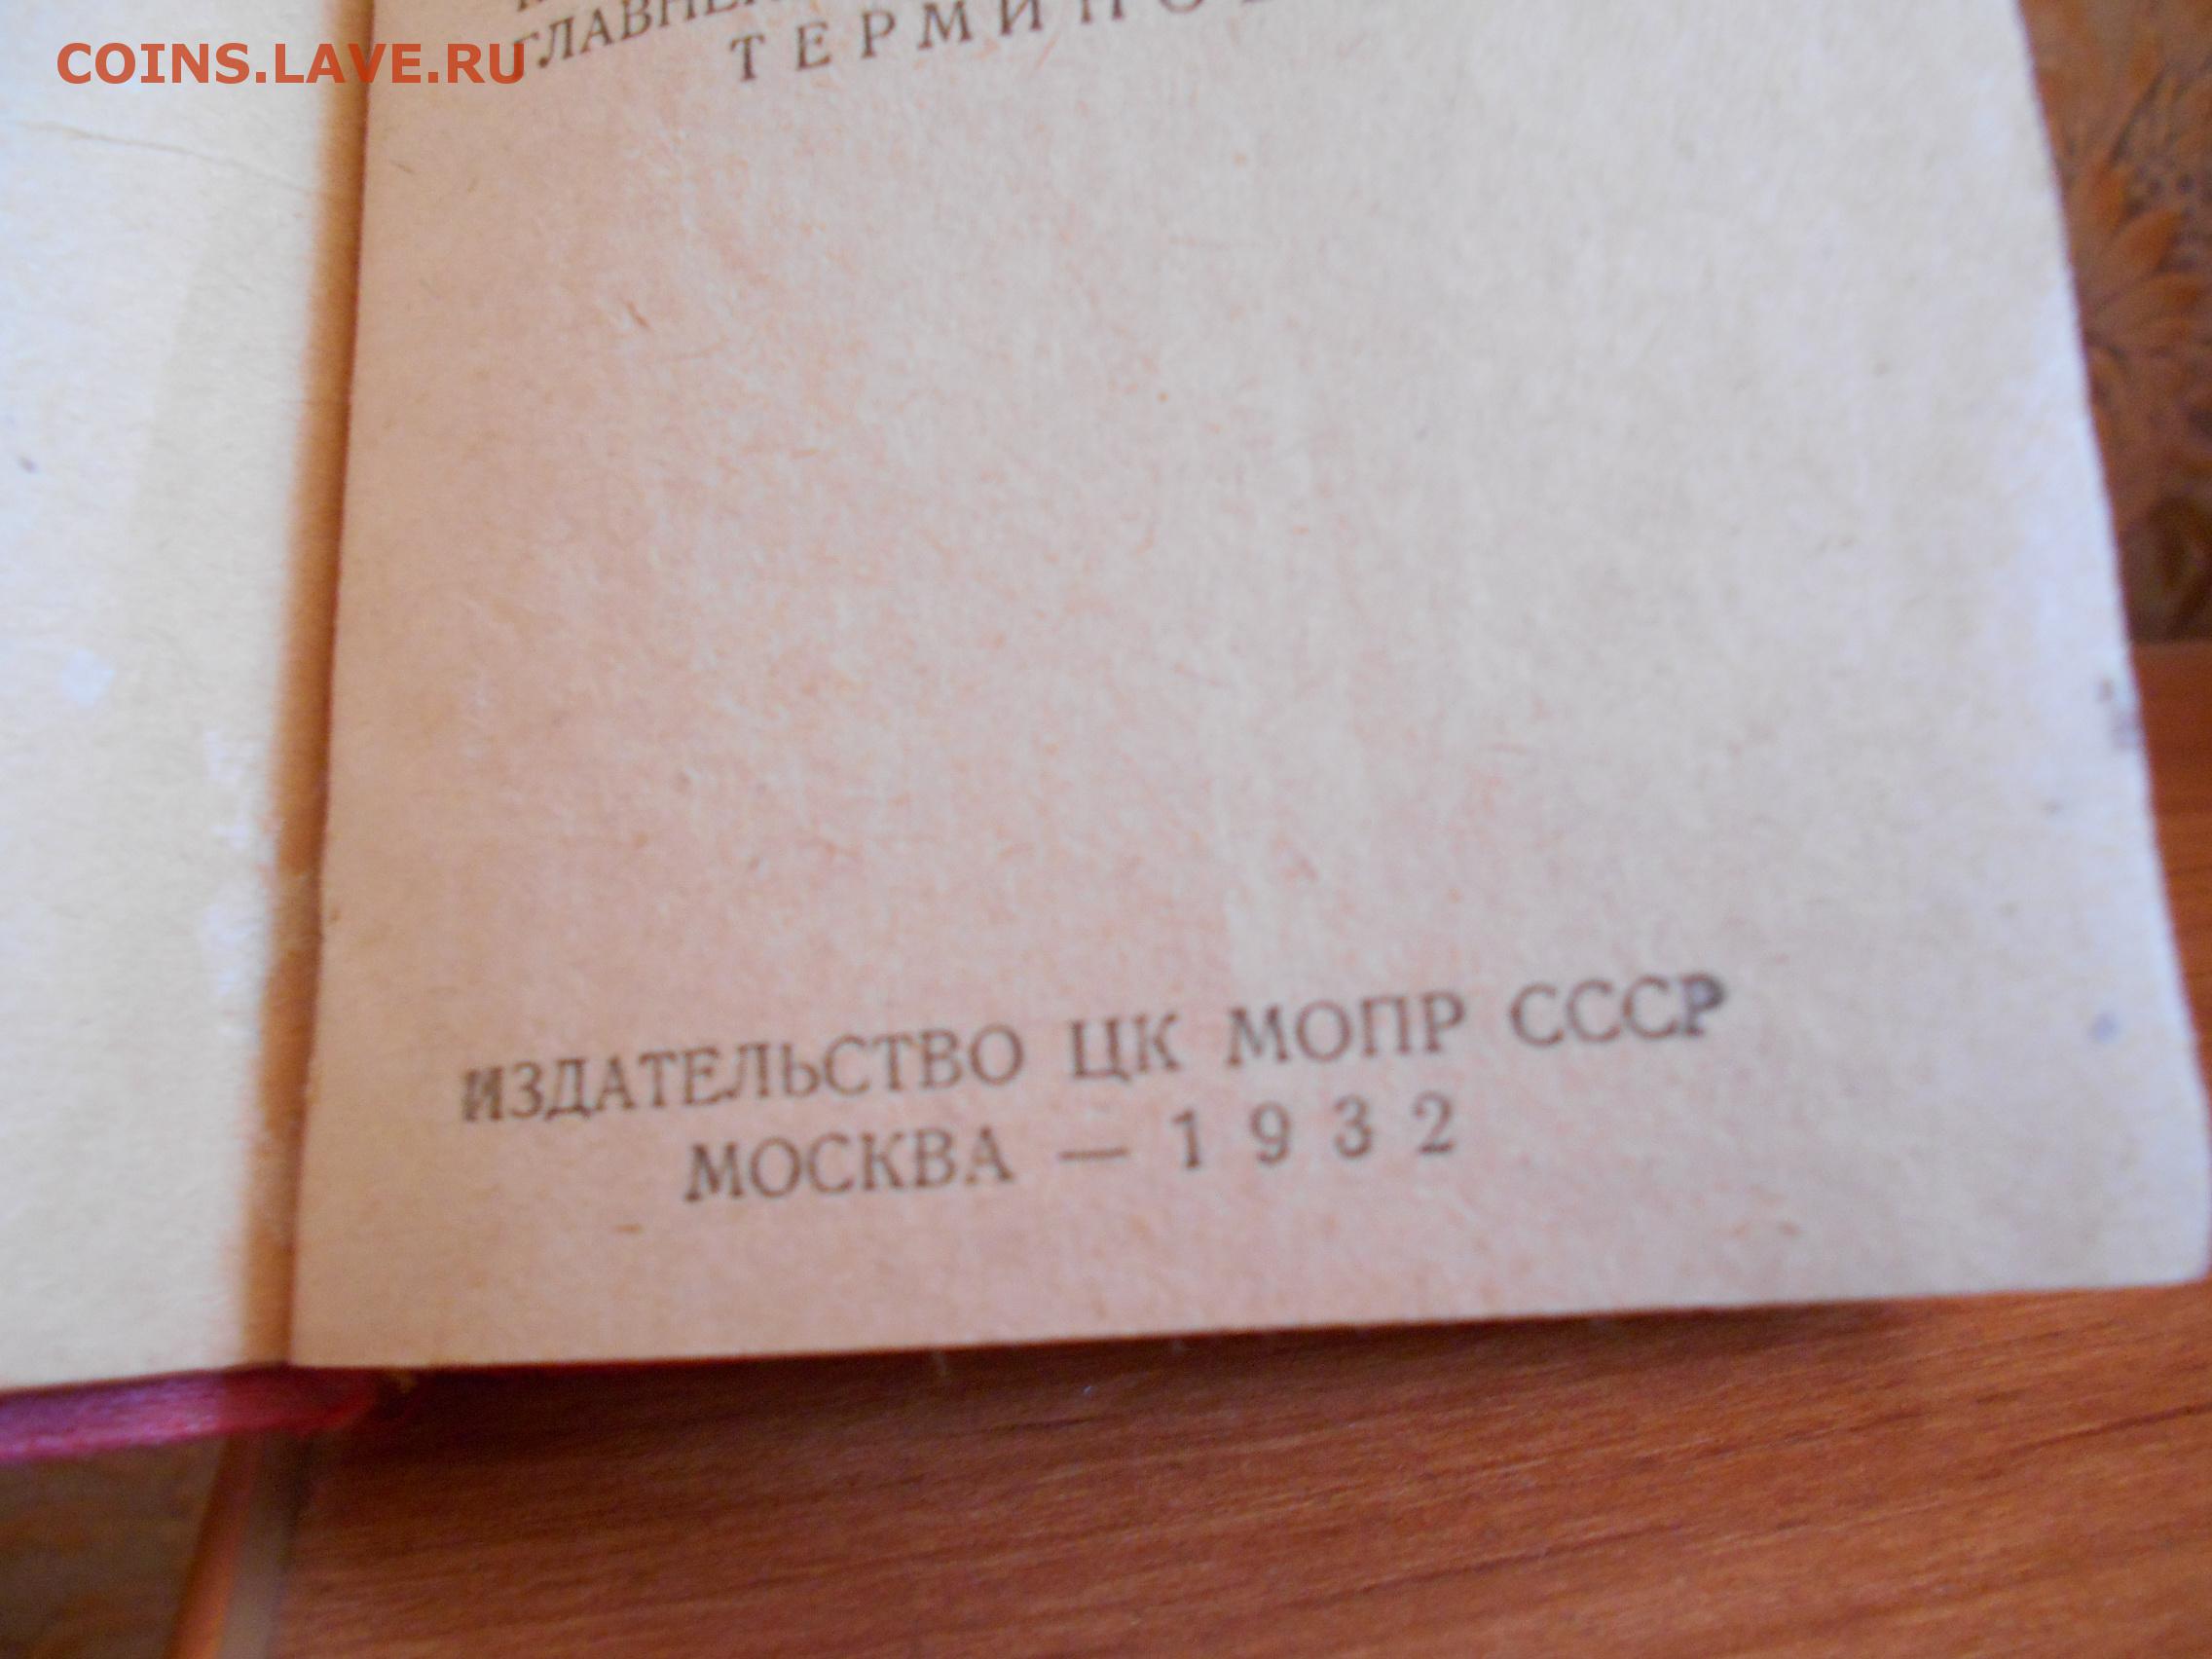 COINS.LAVE.RU
ИЗДАТЕЛЬСТВО ЦК МОПР СССР
МОСКВА — 1932